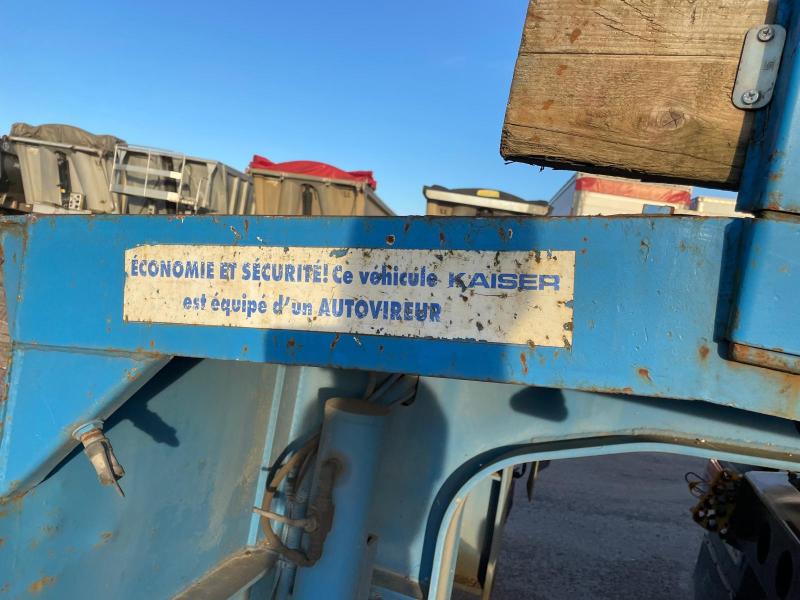 ÉCONOMIE ET SÉCURITÉ! Ce véhicule KAISER
est équipé d'un AUTOVIREUR